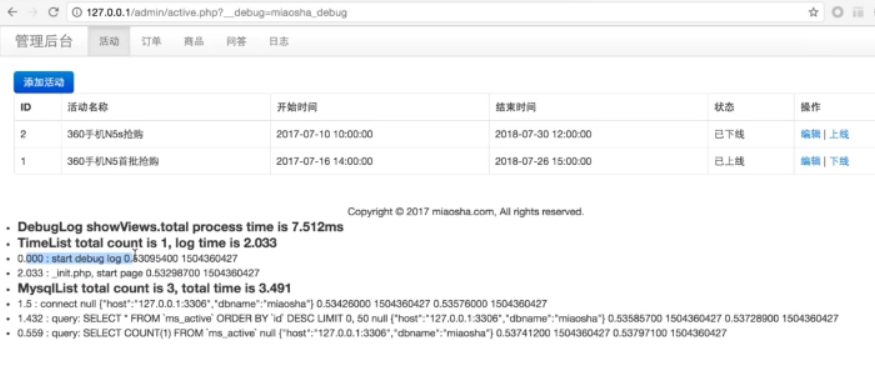 127.0.0.1/admin/active.php?__debug=miaosha_debug
管理后台 活动 订单 商品 问答 日志
添加活动
ID 活动名称 开始时间 结束时间 状态 操作
2 360手机N5s抢购 2017-07-10 10:00:00 2018-07-30 12:00:00 已下线 编辑 | 上线
1 360手机N5首批抢购 2017-07-16 14:00:00 2018-07-26 15:00:00 已上线 编辑 | 下线
Copyright © 2017 miaosha.com, All rights reserved.
• DebugLog showViews.total process time is 7.512ms
• TimeList total count is 1, log time is 2.033
• 0.000 : start debug log 0.53095400 1504360427
• 2.033 : _init.php, start page 0.53298700 1504360427
• MysqlList total count is 3, total time is 3.491
• 1.5 : connect null {"host":"127.0.0.1:3306","dbname":"miaosha"} 0.53426000 1504360427 0.53576000 1504360427
• 1.432 : query: SELECT * FROM `ms_active` ORDER BY `id` DESC LIMIT 0, 50 null {"host":"127.0.0.1:3306","dbname":"miaosha"} 0.53585700 1504360427 0.53728900 1504360427
• 0.559 : query: SELECT COUNT(1) FROM `ms_active` null {"host":"127.0.0.1:3306","dbname":"miaosha"} 0.53741200 1504360427 0.53797100 1504360427